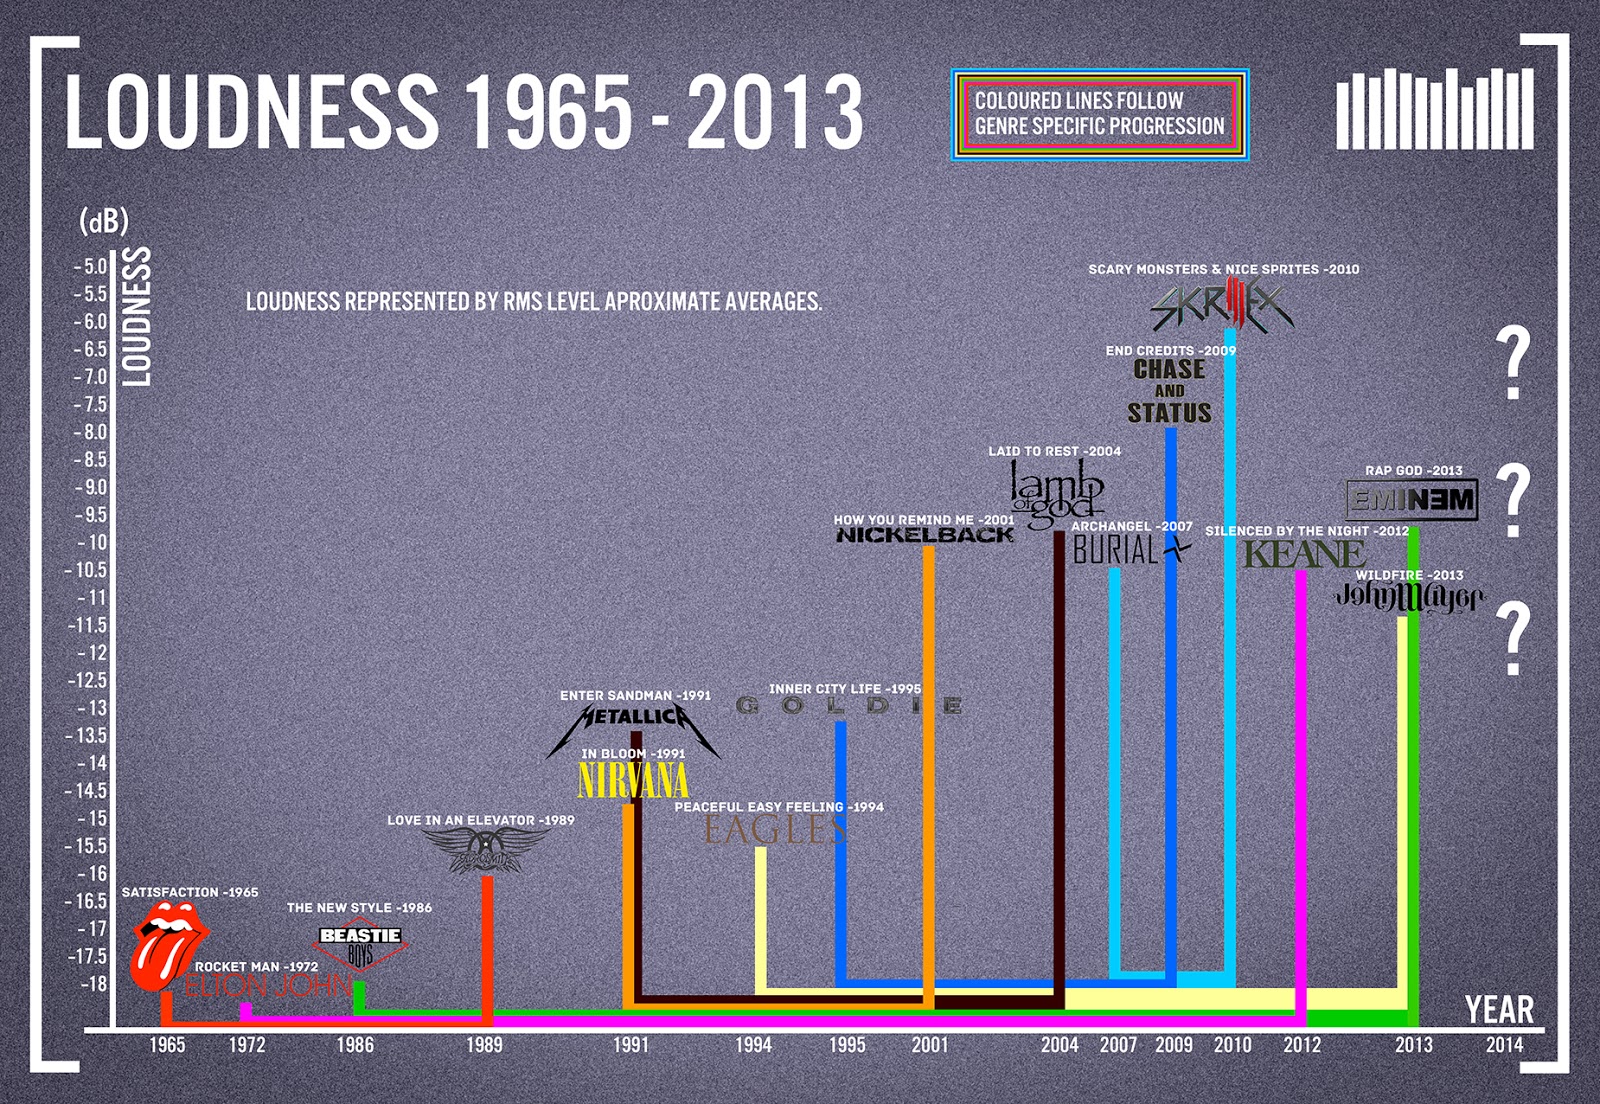 LOUDNESS 1965 - 2013
COLOURED LINES FOLLOW
GENRE SPECIFIC PROGRESSION
(dB)
LOUDNESS
- 5.0
- 5.5
- 6.0
- 6.5
- 7.0
- 7.5
- 8.0
- 8.5
- 9.0
- 9.5
- 10
- 10.5
- 11
- 11.5
- 12
- 12.5
- 13
- 13.5
- 14
- 14.5
- 15
- 15.5
- 16
- 16.5
- 17
- 17.5
- 18
LOUDNESS REPRESENTED BY RMS LEVEL APROXIMATE AVERAGES.
SATISFACTION -1965
ROCKET MAN -1972
ELTON JOHN
THE NEW STYLE -1986
BEASTIE
BOYS
LOVE IN AN ELEVATOR -1989
AEROSMITH
ENTER SANDMAN -1991
METALLICA
IN BLOOM -1991
NIRVANA
PEACEFUL EASY FEELING -1994
EAGLES
INNER CITY LIFE -1995
GOLDIE
HOW YOU REMIND ME -2001
NICKELBACK
LAID TO REST -2004
lamb
of god
ARCHANGEL -2007
BURIAL
END CREDITS -2009
CHASE
AND
STATUS
SCARY MONSTERS & NICE SPRITES -2010
SKRILLEX
SILENCED BY THE NIGHT -2012
KEANE
RAP GOD -2013
EMINEM
WILDFIRE -2013
John Mayer
?
?
?
YEAR
1965
1972
1986
1989
1991
1994
1995
2001
2004
2007
2009
2010
2012
2013
2014